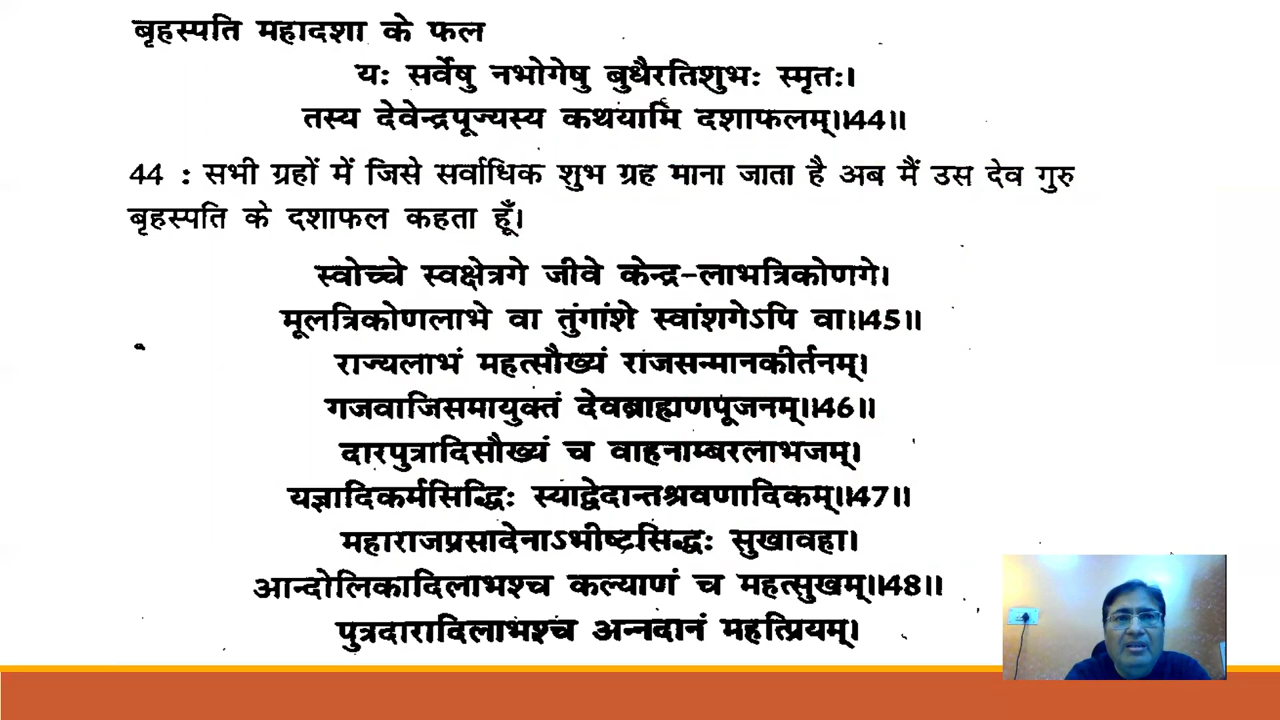 बृहस्पति महादशा के फल
यः सर्वेषु नभोगेषु बुधैरतिशुभः स्मृतः।
तस्य देवेन्द्रपूज्यस्य कथयामि दशाफलम्।।44।।
44 : सभी ग्रहों में जिसे सर्वाधिक शुभ ग्रह माना जाता है अब मैं उस देव गुरु
बृहस्पति के दशाफल कहता हूँ।
स्वोच्चे स्वक्षेत्रगे जीवे केन्द्र-लाभत्रिकोणगे।
मूलत्रिकोणलाभे वा तुंगांशे स्वांशगेऽपि वा।।45।।
राज्यलाभं महत्सौख्यं राजसन्मानकीर्तनम्।
गजवाजिसमायुक्तं देवब्राह्मणपूजनम्।।46।।
दारपुत्रादिसौख्यं च वाहनाम्बरलाभजम्।
यज्ञादिकर्मसिद्धिः स्याद्वेदान्तश्रवणादिकम्।।47।।
महाराजप्रसादेनाऽभीष्टसिद्धः सुखावहा।
आन्दोलिकादिलाभश्च कल्याणं च महत्सुखम्।।48।।
पुत्रदारादिलाभश्च अन्नदानं महत्प्रियम्।